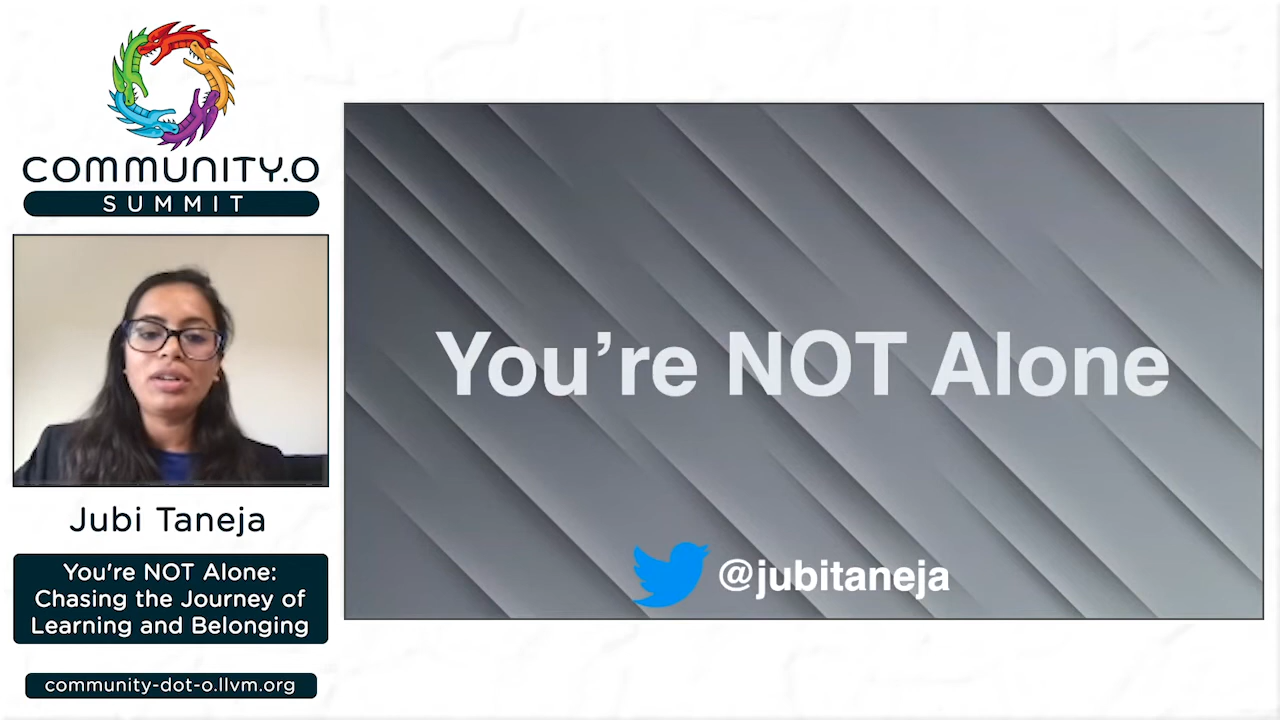 COMMUNITY.O
SUMMIT
Jubi Taneja
You're NOT Alone:
Chasing the Journey of
Learning and Belonging
community-dot-o.llvm.org
You’re NOT Alone
@jubitaneja